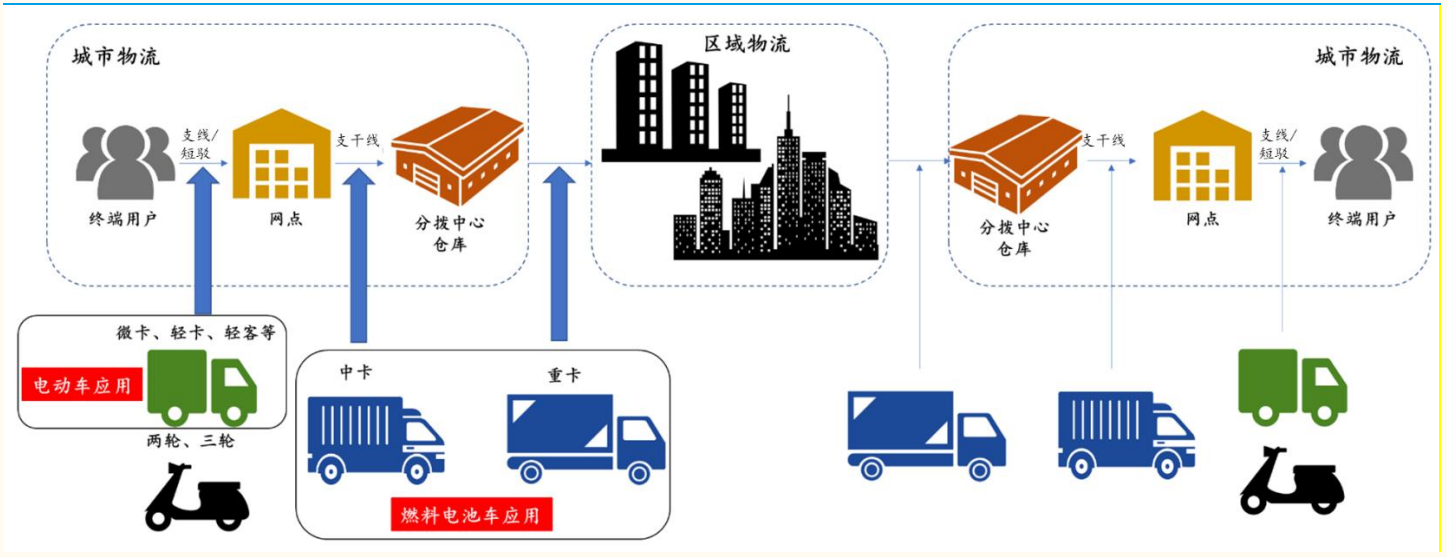 城市物流
区域物流
城市物流
支线/
短驳
支干线
支干线
支线/
短驳
终端用户
网点
分拨中心
仓库
分拨中心
仓库
网点
终端用户
微卡、轻卡、轻客等
电动车应用
中卡
重卡
两轮、三轮
燃料电池车应用